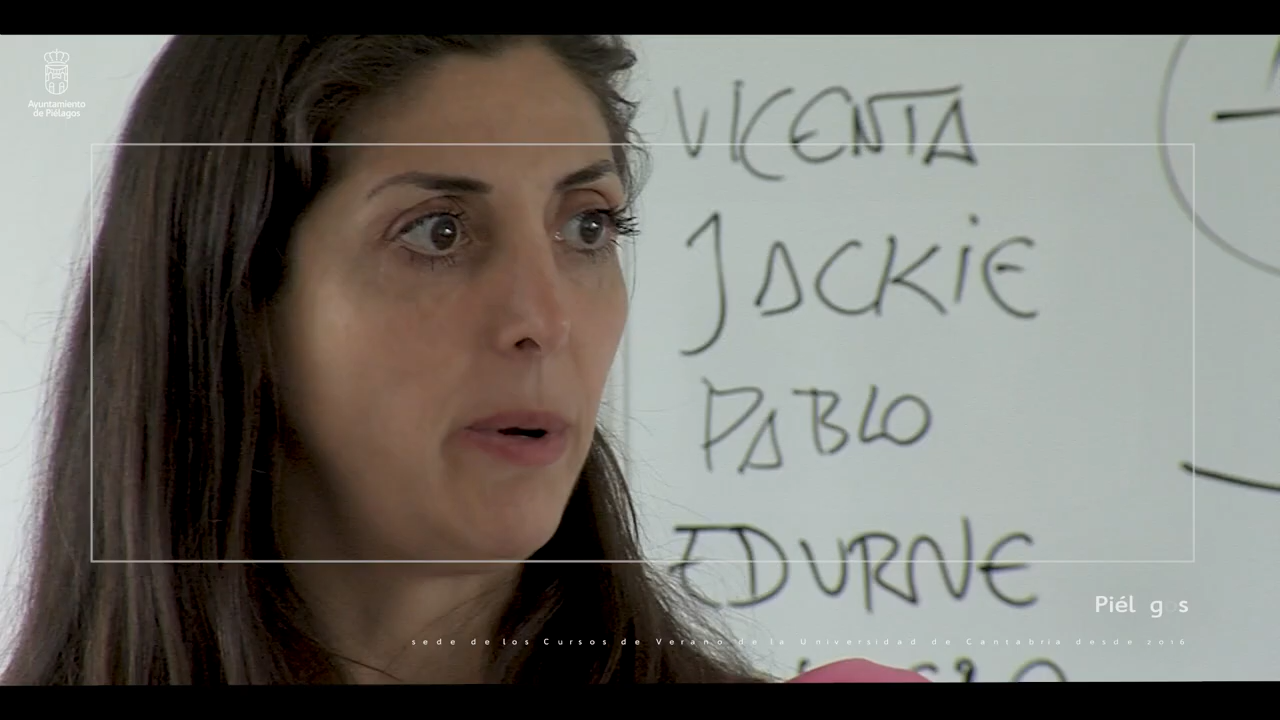 Ayuntamiento
de Piélagos
VICENTA
JACKIE
PABLO
EDURNE
Piél g s
sede de los Cursos de Verano de la Universidad de Cantabria desde 2016